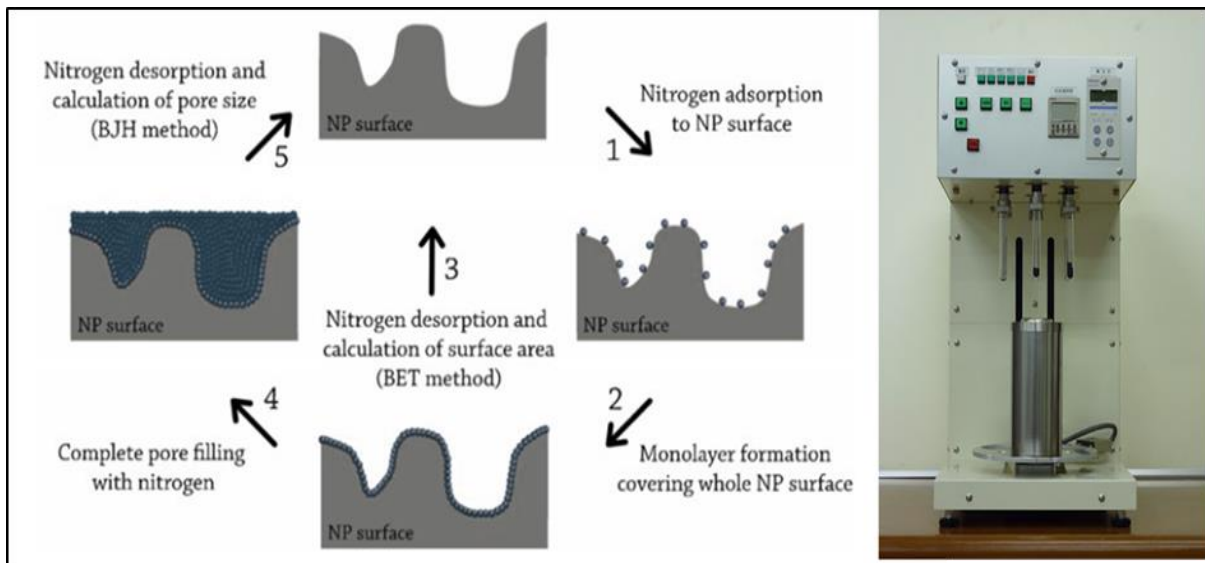 Nitrogen desorption and
calculation of pore size
(BJH method)
5
NP surface
Nitrogen adsorption
to NP surface
1
NP surface
3
NP surface
Nitrogen desorption and
calculation of surface area
(BET method)
4
Complete pore filling
with nitrogen
2
Monolayer formation
covering whole NP surface
NP surface